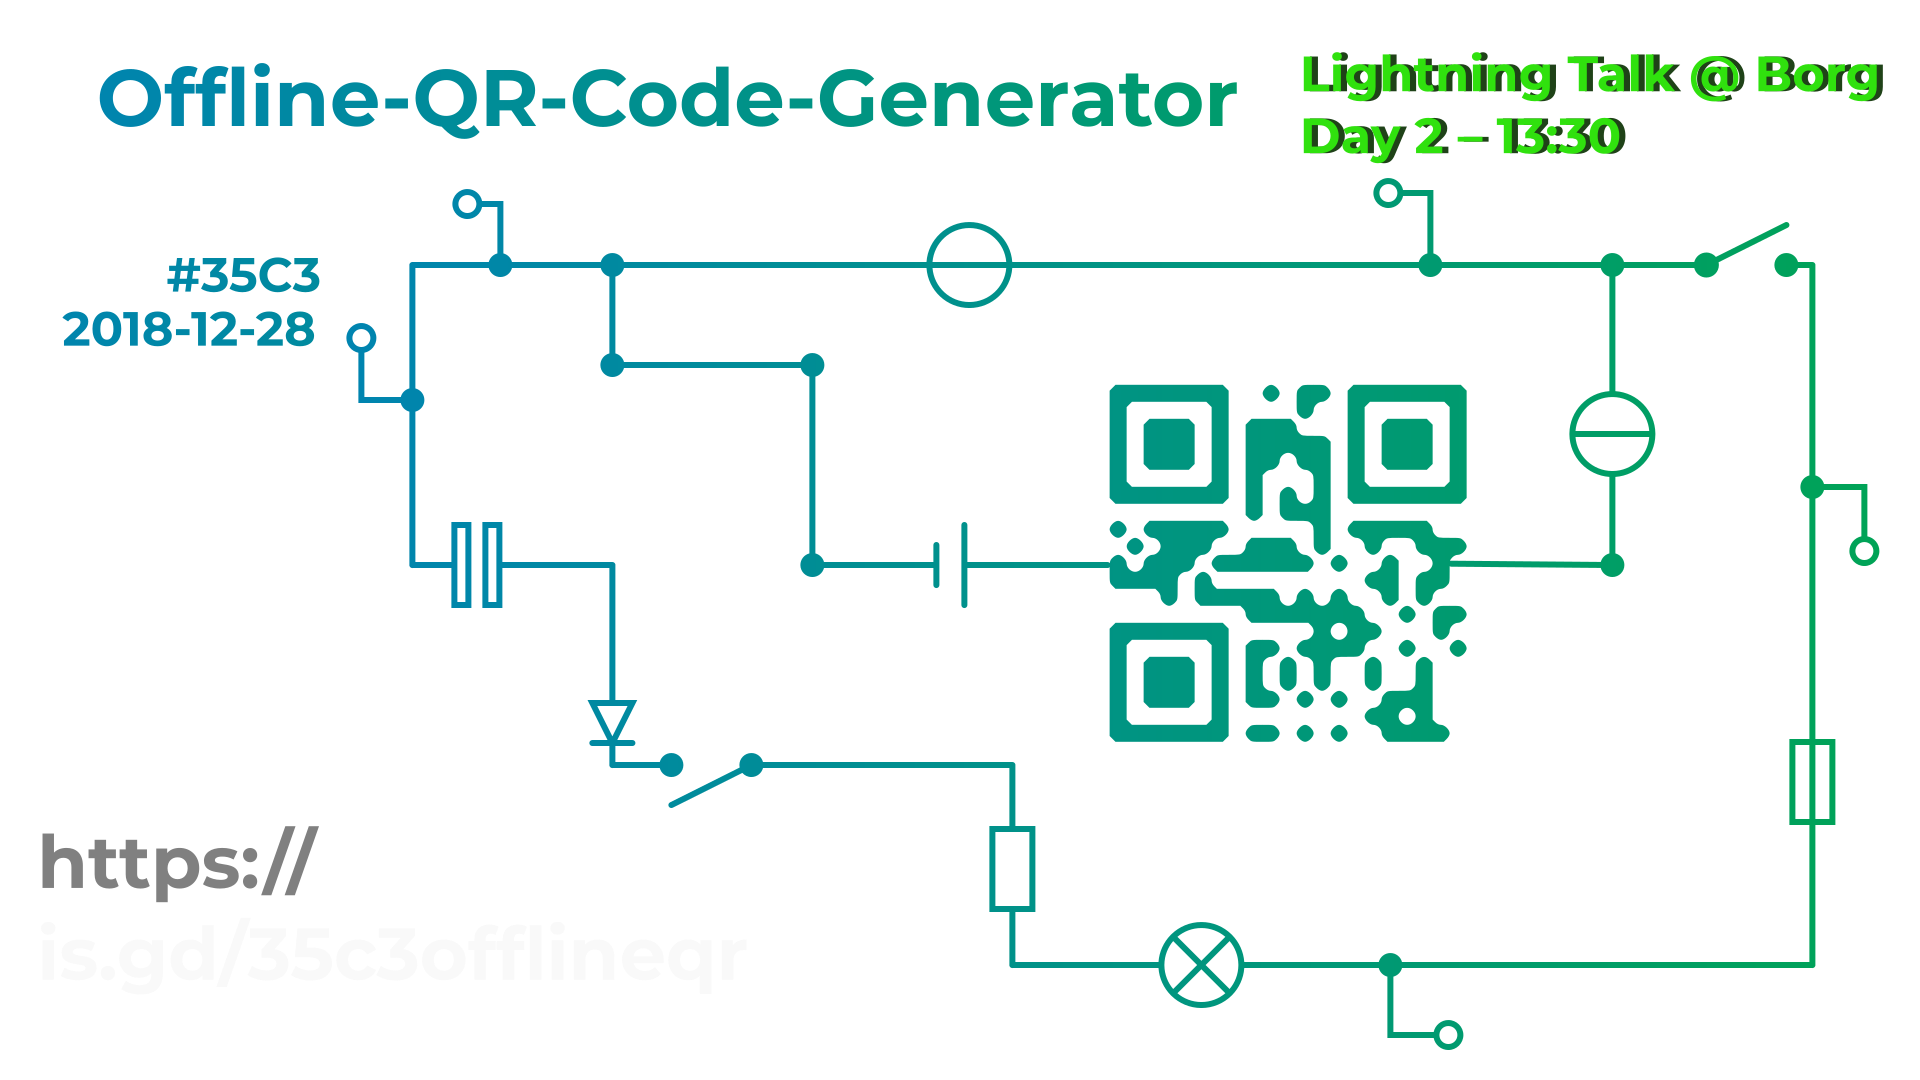 Offline-QR-Code-Generator
Lightning Talk @ Borg
Day 2 – 13:30
#35C3
2018-12-28
https://
is.gd/35c3offlineqr